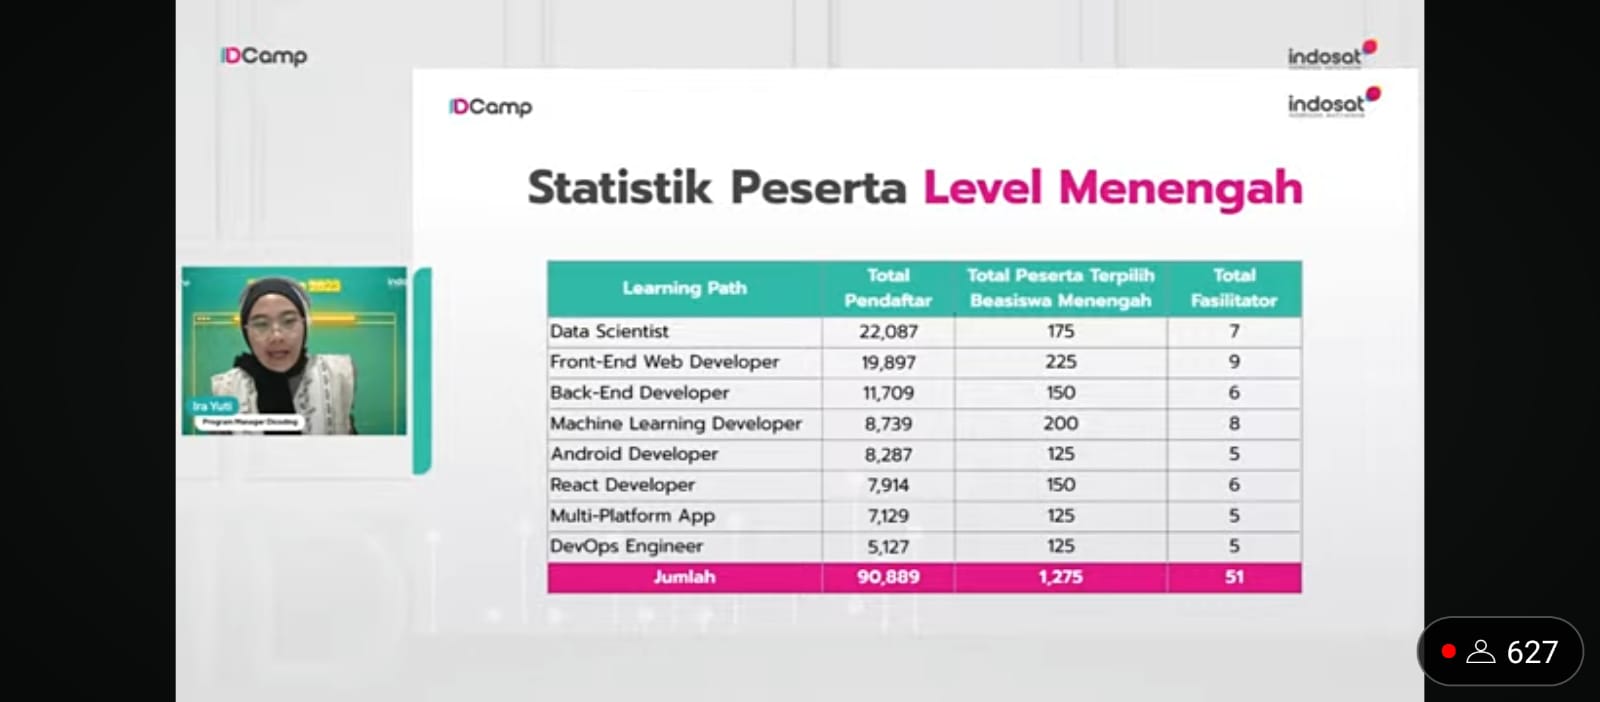 IDCamp
indosat
IDCamp
indosat
Statistik Peserta Level Menengah
Learning Path Total Pendaftar Total Peserta Terpilih Beasiswa Menengah Total Fasilitator
Data Scientist 22,087 175 7
Front-End Web Developer 19,897 225 9
Back-End Developer 11,709 150 6
Machine Learning Developer 8,739 200 8
Android Developer 8,287 125 5
React Developer 7,914 150 6
Multi-Platform App 7,129 125 5
DevOps Engineer 5,127 125 5
Jumlah 90,889 1,275 51
Ira Yuti
Program Manager Dicoding
627